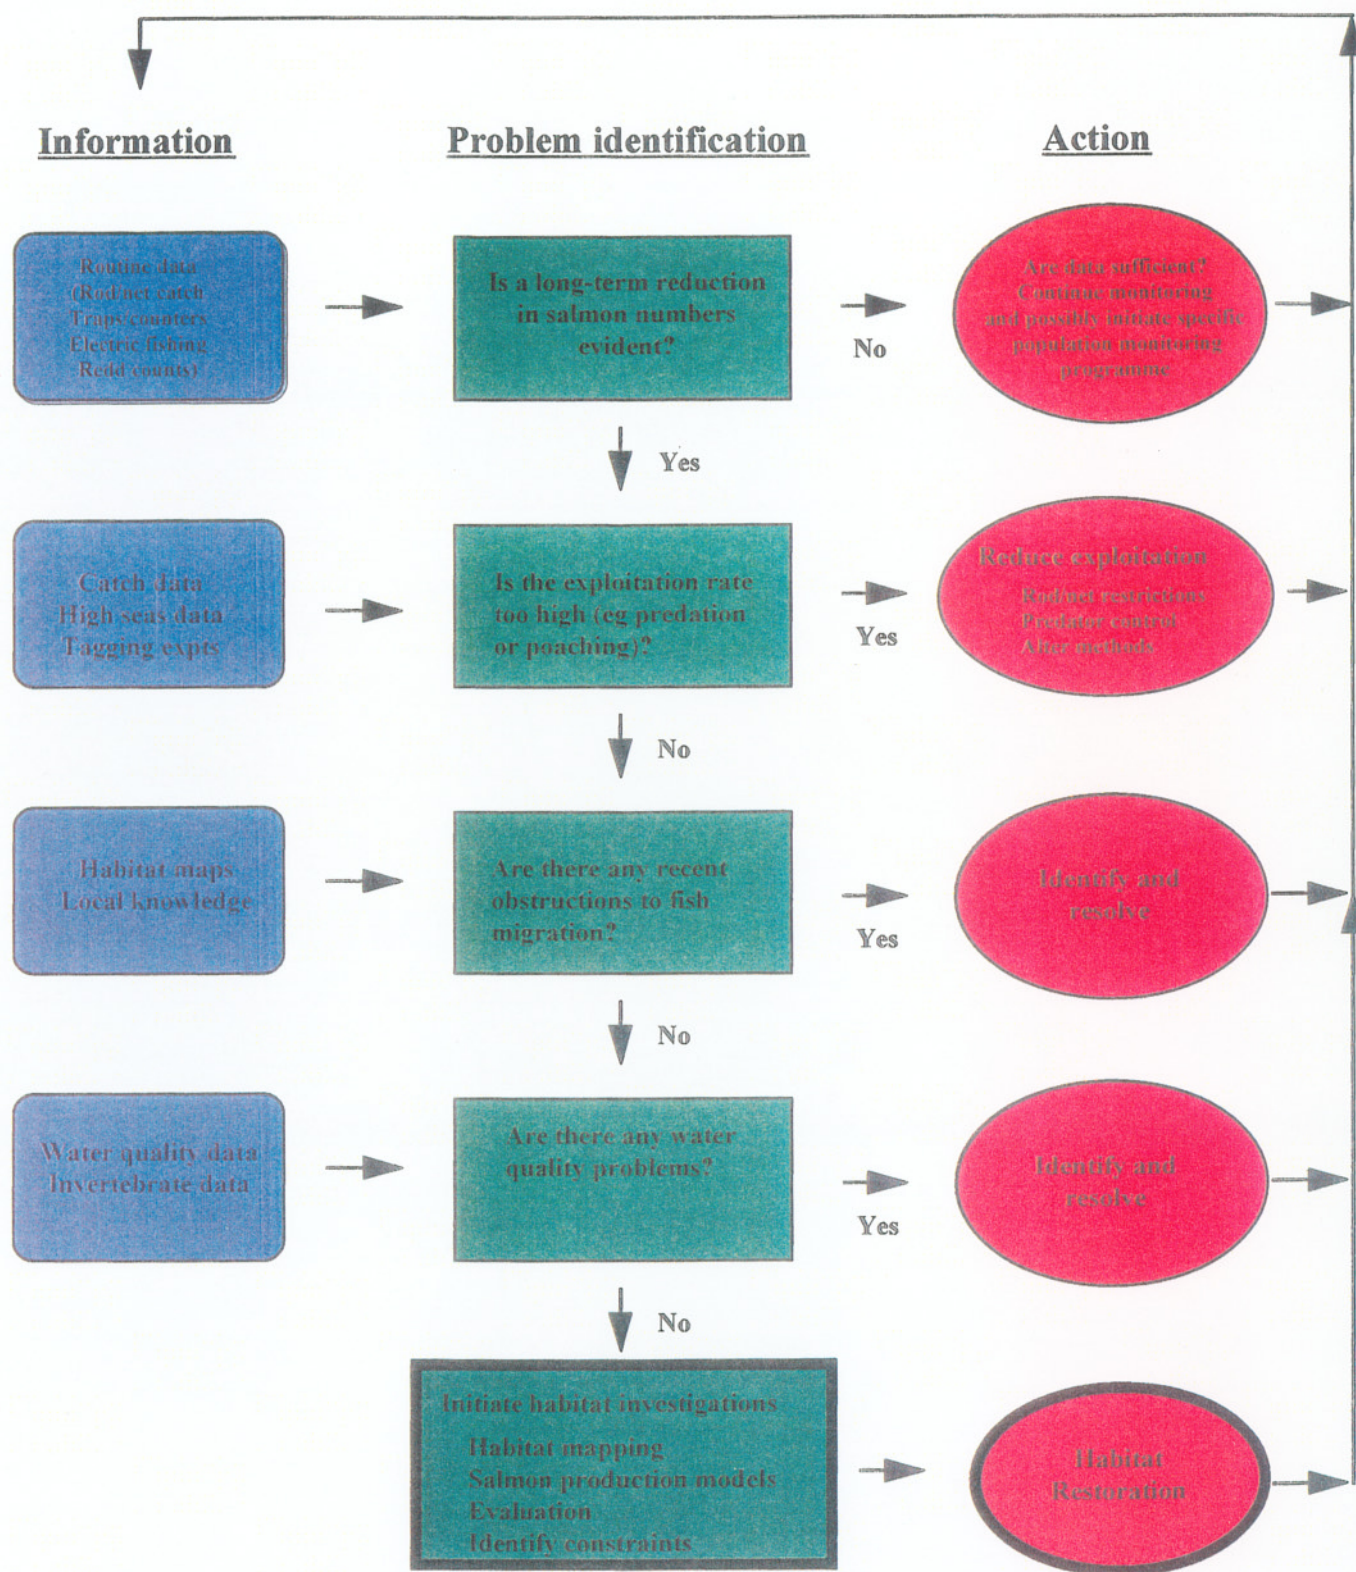 Information
Problem identification
Action
Routine data
(Rod/net catch
Traps/counters
Electric fishing
Redd counts)
Is a long-term reduction
in salmon numbers
evident?
No
Are data sufficient?
Continue monitoring
and possibly initiate specific
population monitoring
programme
Yes
Catch data
High seas data
Tagging expts
Is the exploitation rate
too high (eg predation
or poaching)?
Yes
Reduce exploitation
Rod/net restrictions
Predator control
Alter methods
No
Habitat maps
Local knowledge
Are there any recent
obstructions to fish
migration?
Yes
Identify and
resolve
No
Water quality data
Invertebrate data
Are there any water
quality problems?
Yes
Identify and
resolve
No
Initiate habitat investigations
Habitat mapping
Salmon production models
Evaluation
Identify constraints
Habitat
Restoration